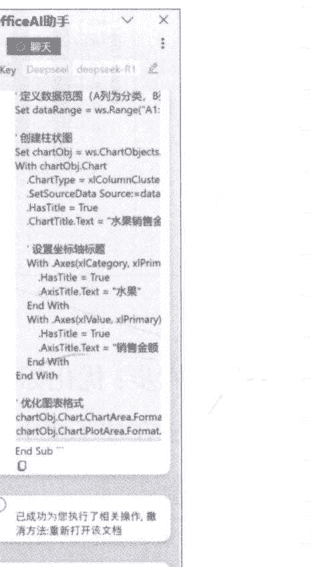 fficeAI助手
聊天
Key Deepseel deepseek-R1
'定义数据范围（A列为分类，B
Set dataRange = ws.Range("A1:
'创建柱状图
Set chartObj = ws.ChartObjects.
With chartObj.Chart
.ChartType = xlColumnCluste
.SetSourceData Source:=data
.HasTitle = True
.ChartTitle.Text = "水果销售金
'设置坐标轴标题
With .Axes(xlCategory, xlPrim
.HasTitle = True
.AxisTitle.Text = "水果"
End With
With .Axes(xlValue, xlPrimary)
.HasTitle = True
.AxisTitle.Text = "销售金额
End With
End With
'优化图表格式
chartObj.Chart.ChartArea.Forma
chartObj.Chart.PlotArea.Format.
End Sub ```
已成功为您执行了相关操作, 撤
消方法:重新打开该文档